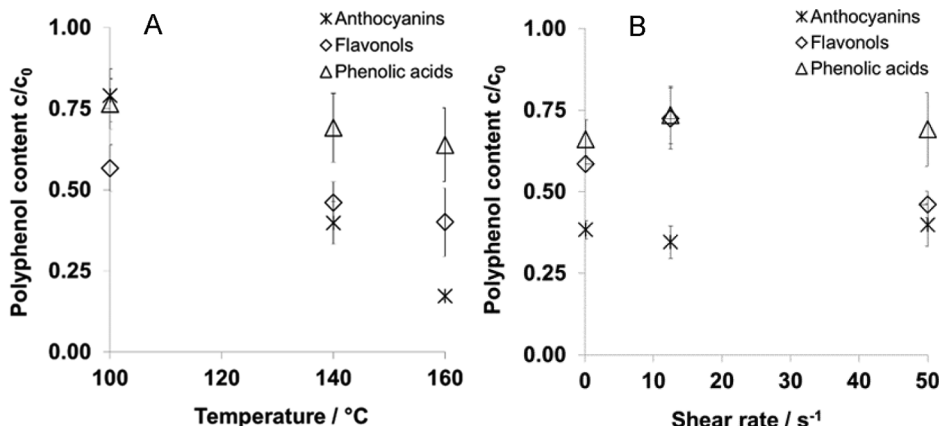 A
Anthocyanins
Flavonols
Phenolic acids
Polyphenol content c/c0
1.00
0.75
0.50
0.25
0.00
100 120 140 160
Temperature / °C
B
Anthocyanins
Flavonols
Phenolic acids
Polyphenol content c/c0
1.00
0.75
0.50
0.25
0.00
0 10 20 30 40 50
Shear rate / s-1